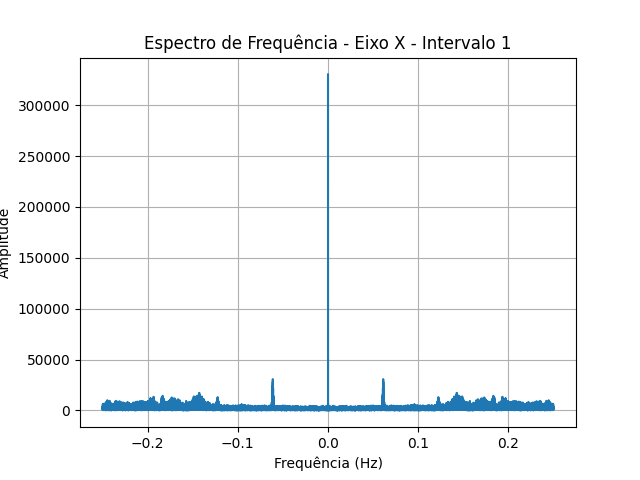 Espectro de Frequência - Eixo X - Intervalo 1
300000
250000
200000
150000
100000
50000
0
Amplitude
−0.2 −0.1 0.0 0.1 0.2
Frequência (Hz)